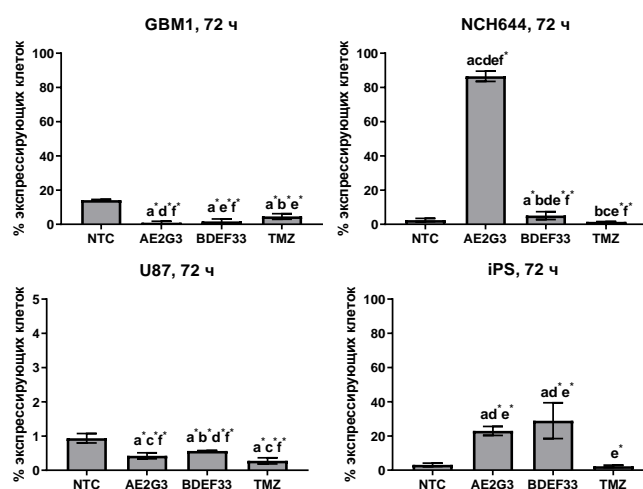 GBM1, 72 ч
% экспрессирующих клеток
100
80
60
40
20
0
a*d*f*
a*e*f*
a*b*e*
NTC AE2G3 BDEF33 TMZ
NCH644, 72 ч
% экспрессирующих клеток
100
80
60
40
20
0
acdef*
a*bde*f*
bce*f*
NTC AE2G3 BDEF33 TMZ
U87, 72 ч
% экспрессирующих клеток
5
4
3
2
1
0
a*c*f*
a*b*d*f*
a*c*f*
NTC AE2G3 BDEF33 TMZ
iPS, 72 ч
% экспрессирующих клеток
100
80
60
40
20
0
ad*e*
ad*e*
e*
NTC AE2G3 BDEF33 TMZ